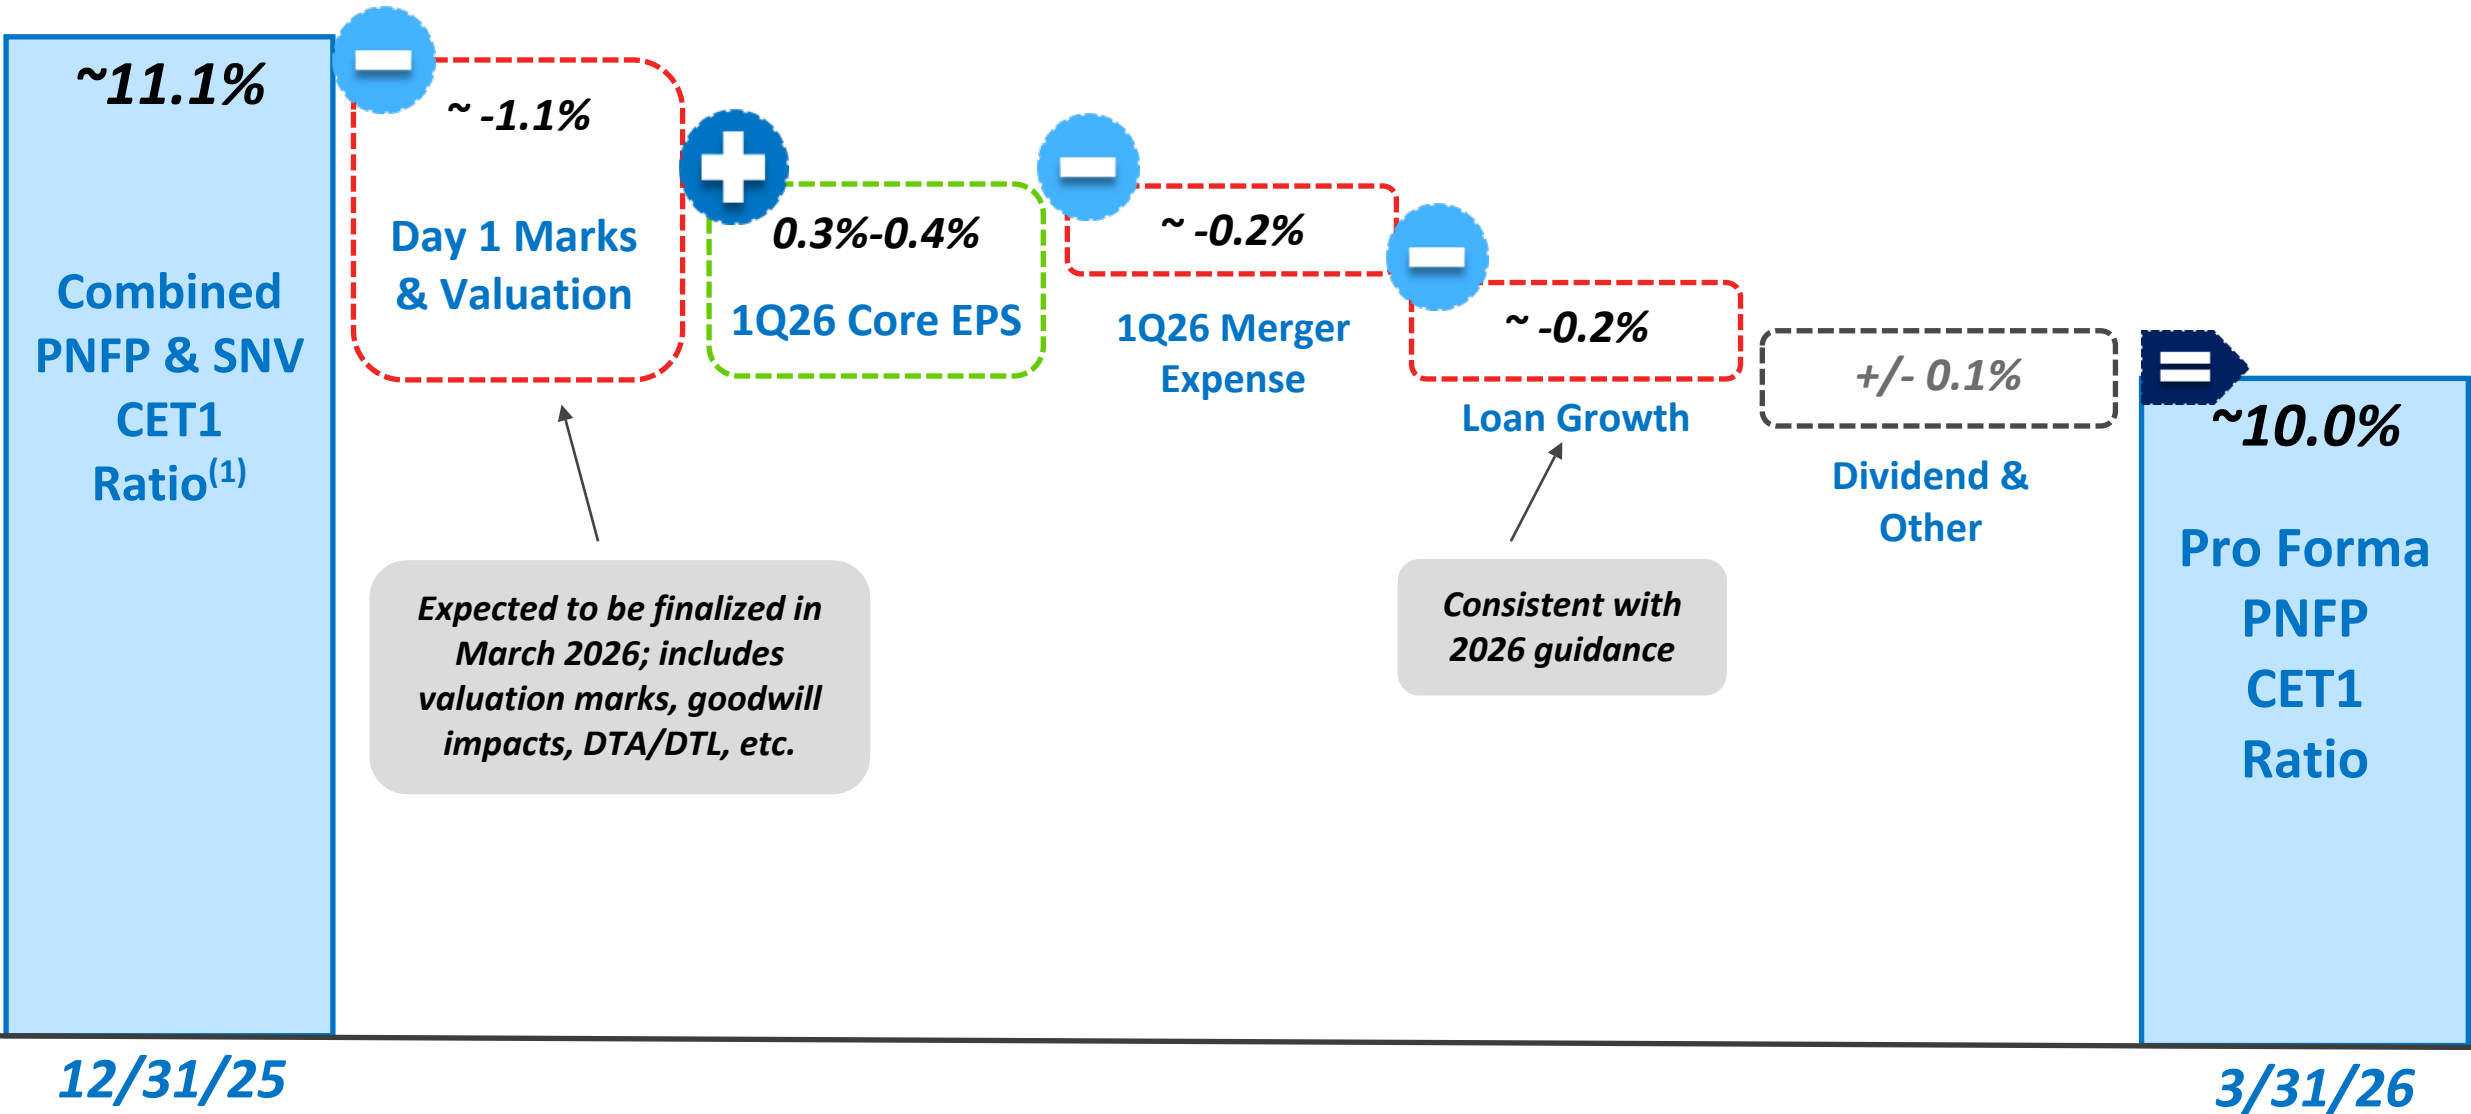 ~11.1%
Combined
PNFP & SNV
CET1
Ratio(1)
~ -1.1%
Day 1 Marks
& Valuation
0.3%-0.4%
1Q26 Core EPS
~ -0.2%
1Q26 Merger
Expense
~ -0.2%
Loan Growth
+/- 0.1%
Dividend &
Other
~10.0%
Pro Forma
PNFP
CET1
Ratio
Expected to be finalized in
March 2026; includes
valuation marks, goodwill
impacts, DTA/DTL, etc.
Consistent with
2026 guidance
12/31/25
3/31/26